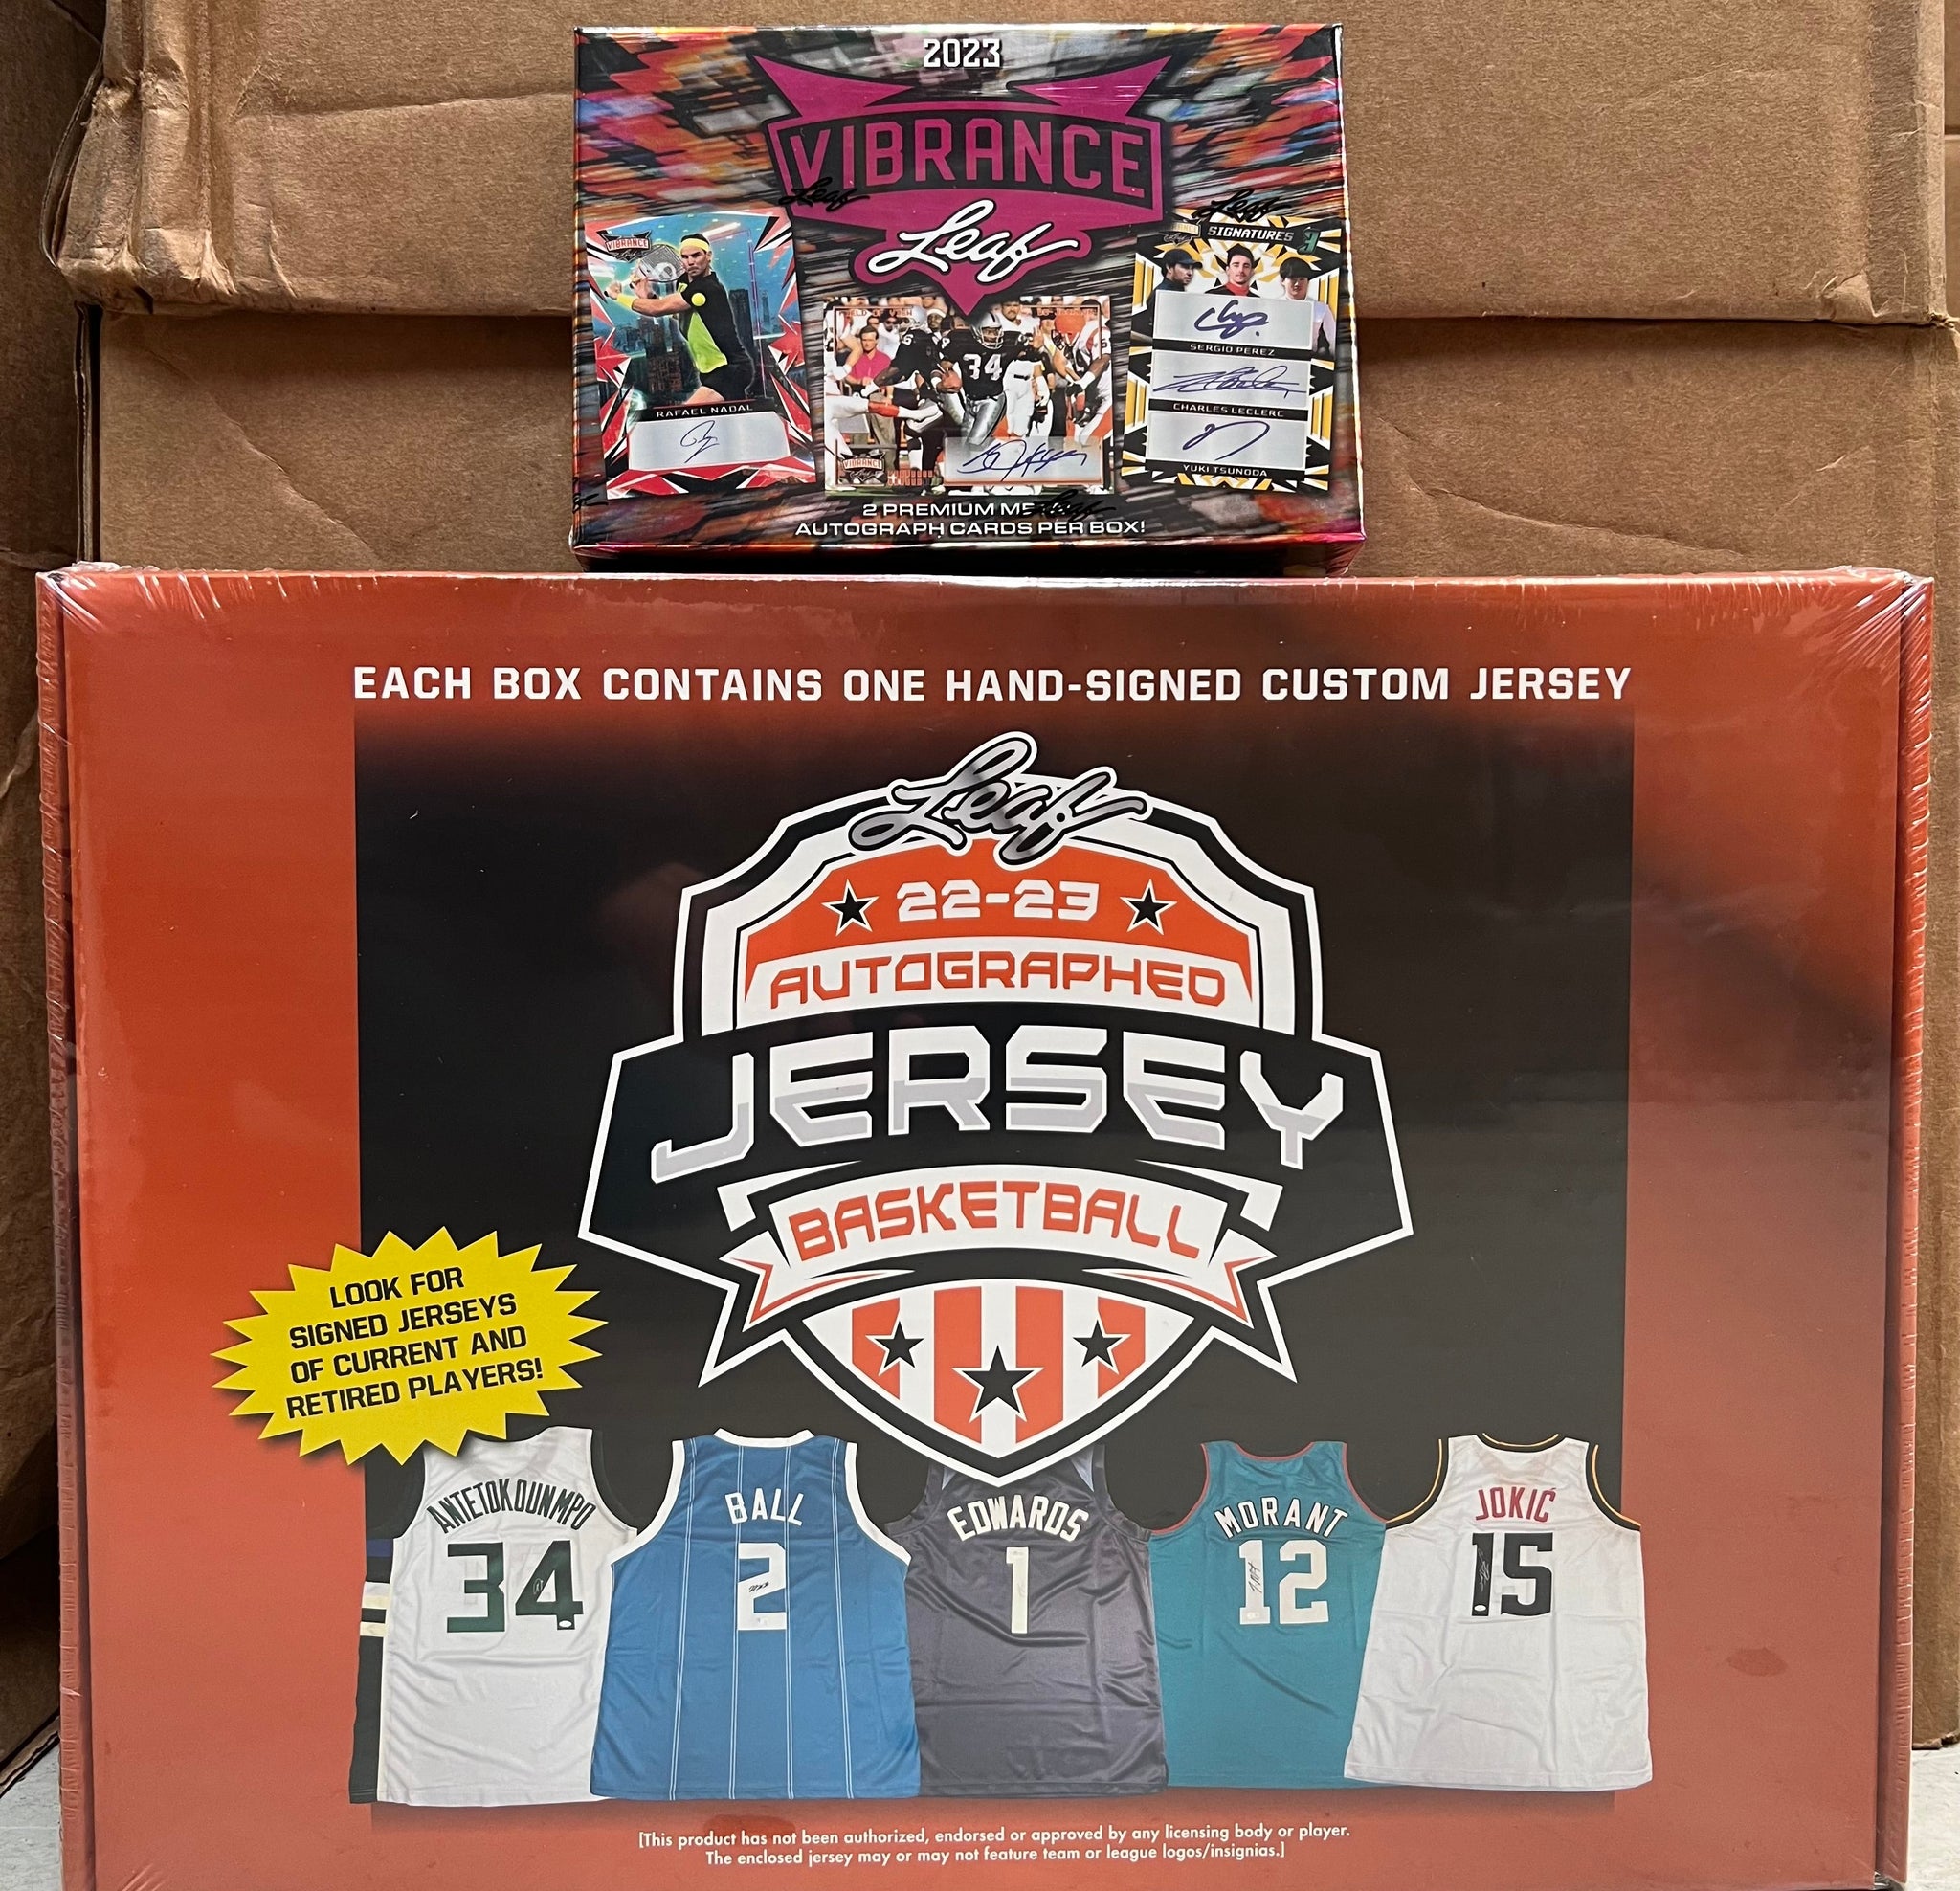 2023
VIBRANCE
Leaf
Leaf
Leaf
SIGNATURES
VIBRANCE
RAFAEL NADAL
34
SERGIO PEREZ
CHARLES LECLERC
YUKI TSUNODA
VIBRANCE
2 PREMIUM
AUTOGRAPH CARDS PER BOX!
Leaf
EACH BOX CONTAINS ONE HAND-SIGNED CUSTOM JERSEY
Leaf
22-23
AUTOGRAPHED
JERSEY
BASKETBALL
LOOK FOR
SIGNED JERSEYS
OF CURRENT AND
RETIRED PLAYERS!
ANTETOKOUNMPO
34
BALL
2
EDWARDS
1
MORANT
12
JOKIĆ
15
[This product has not been authorized, endorsed or approved by any licensing body or player.
The enclosed jersey may or may not feature team or league logos/insignias.]